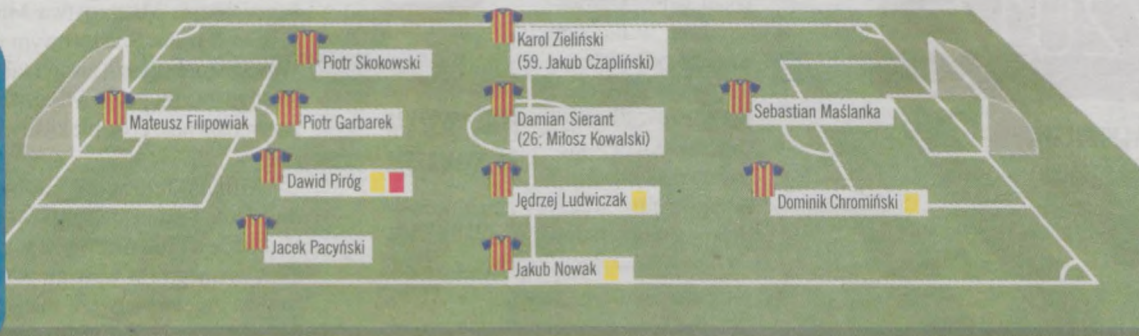 Karol Zieliński
(59. Jakub Czapliński)
Piotr Skokowski
Sebastian Maślanka
Mateusz Filipowiak
Piotr Garbarek
Damian Sierant
(26. Miłosz Kowalski)
Dawid Piróg
Jędrzej Ludwiczak
Dominik Chromiński
Jacek Pacyński
Jakub Nowak